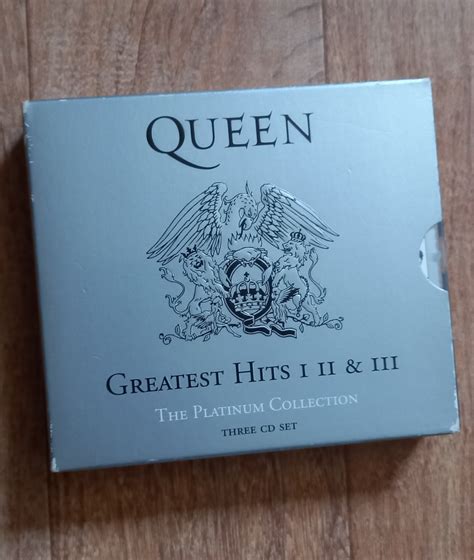 QUEEN
GREATEST HITS I II & III
THE PLATINUM COLLECTION
THREE CD SET